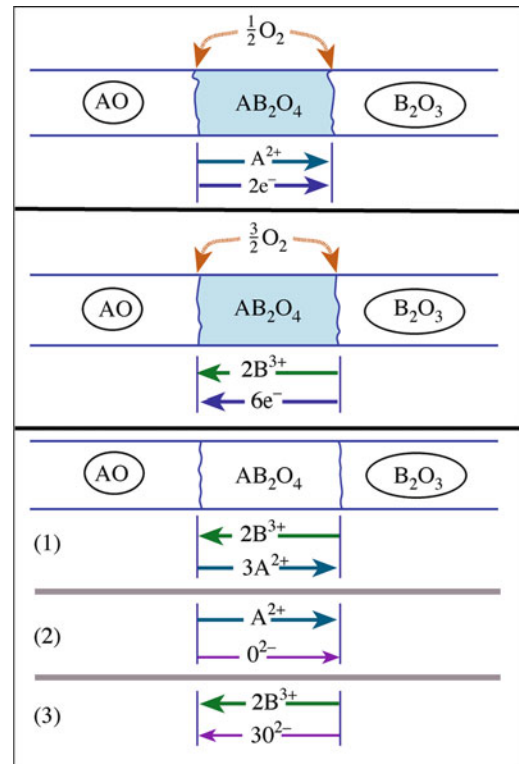 ½O₂
AO AB₂O₄ B₂O₃
A²⁺
2e⁻
3/2O₂
AO AB₂O₄ B₂O₃
2B³⁺
6e⁻
AO AB₂O₄ B₂O₃
(1) 2B³⁺
3A²⁺
(2) A²⁺
0²⁻
(3) 2B³⁺
30²⁻